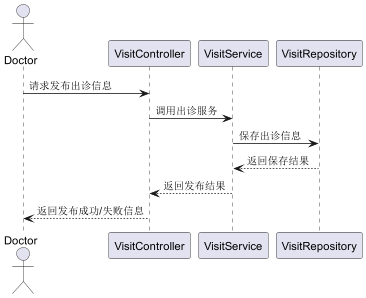 Doctor
VisitController
VisitService
VisitRepository
请求发布出诊信息
调用出诊服务
保存出诊信息
返回保存结果
返回发布结果
返回发布成功/失败信息
Doctor
VisitController
VisitService
VisitRepository